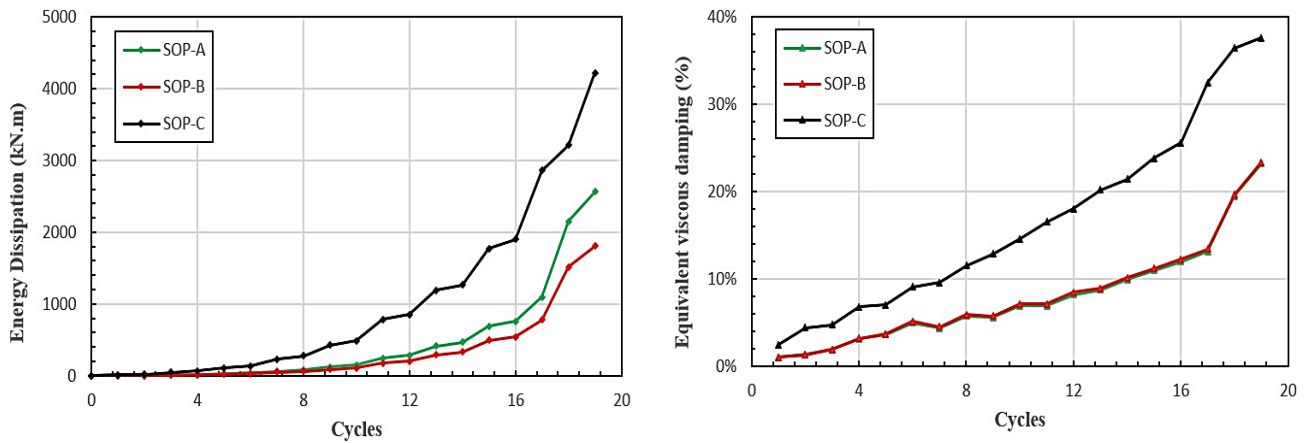 Energy Dissipation (kN.m)
5000
4000
3000
2000
1000
0
SOP-A
SOP-B
SOP-C
0 4 8 12 16 20
Cycles
Equivalent viscous damping (%)
40%
30%
20%
10%
0%
SOP-A
SOP-B
SOP-C
0 4 8 12 16 20
Cycles